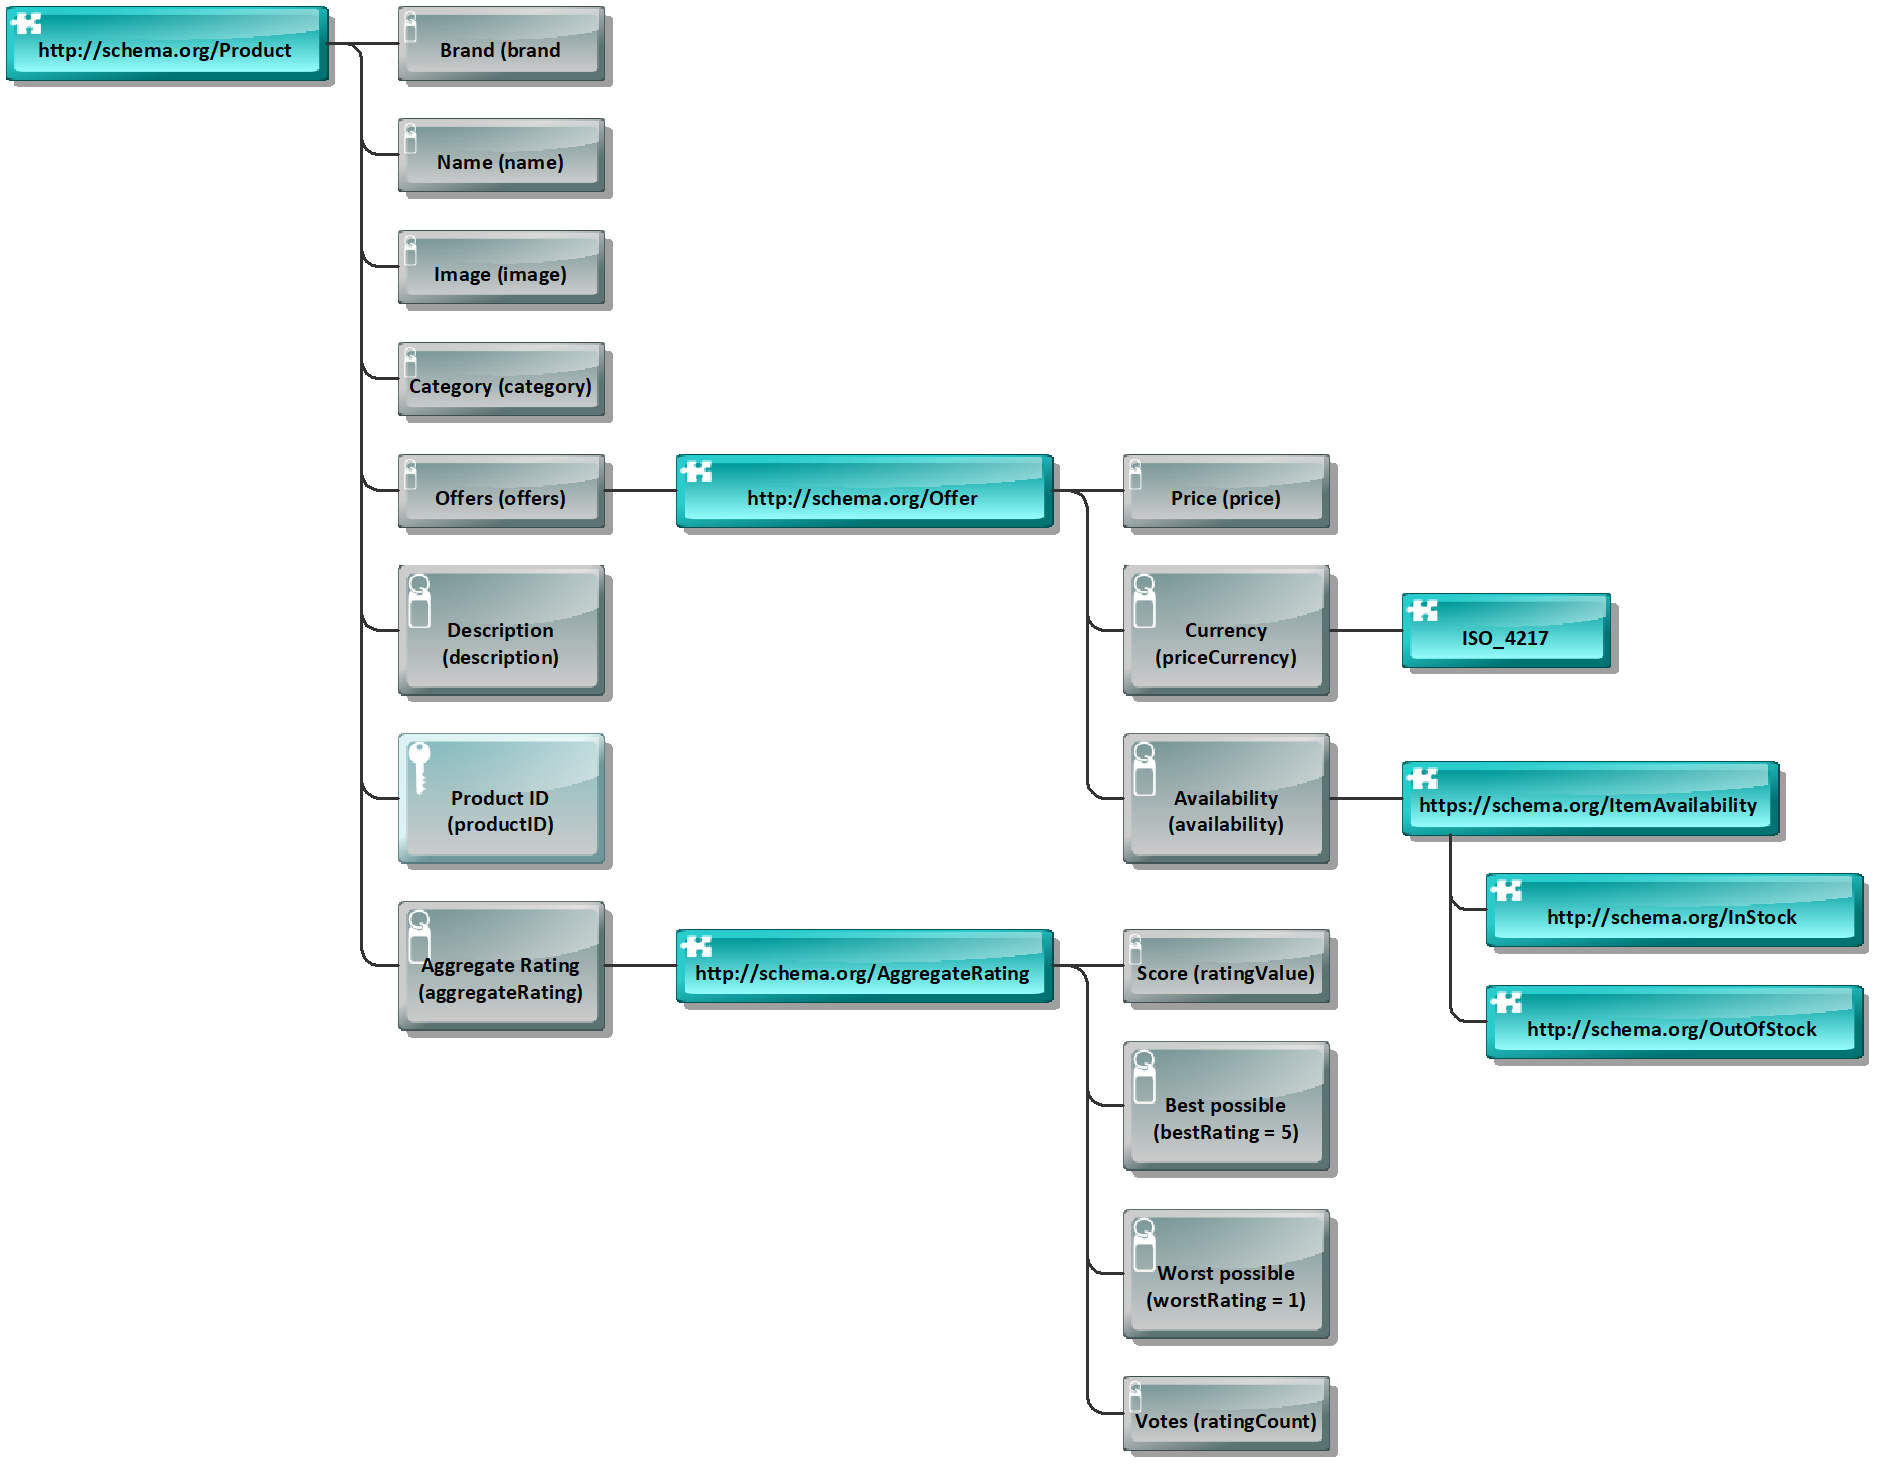 http://schema.org/Product
Brand (brand
Name (name)
Image (image)
Category (category)
Offers (offers)
http://schema.org/Offer
Price (price)
Description
(description)
Currency
(priceCurrency)
ISO_4217
Product ID
(productID)
Availability
(availability)
https://schema.org/ItemAvailability
http://schema.org/InStock
http://schema.org/OutOfStock
Aggregate Rating
(aggregateRating)
http://schema.org/AggregateRating
Score (ratingValue)
Best possible
(bestRating = 5)
Worst possible
(worstRating = 1)
Votes (ratingCount)